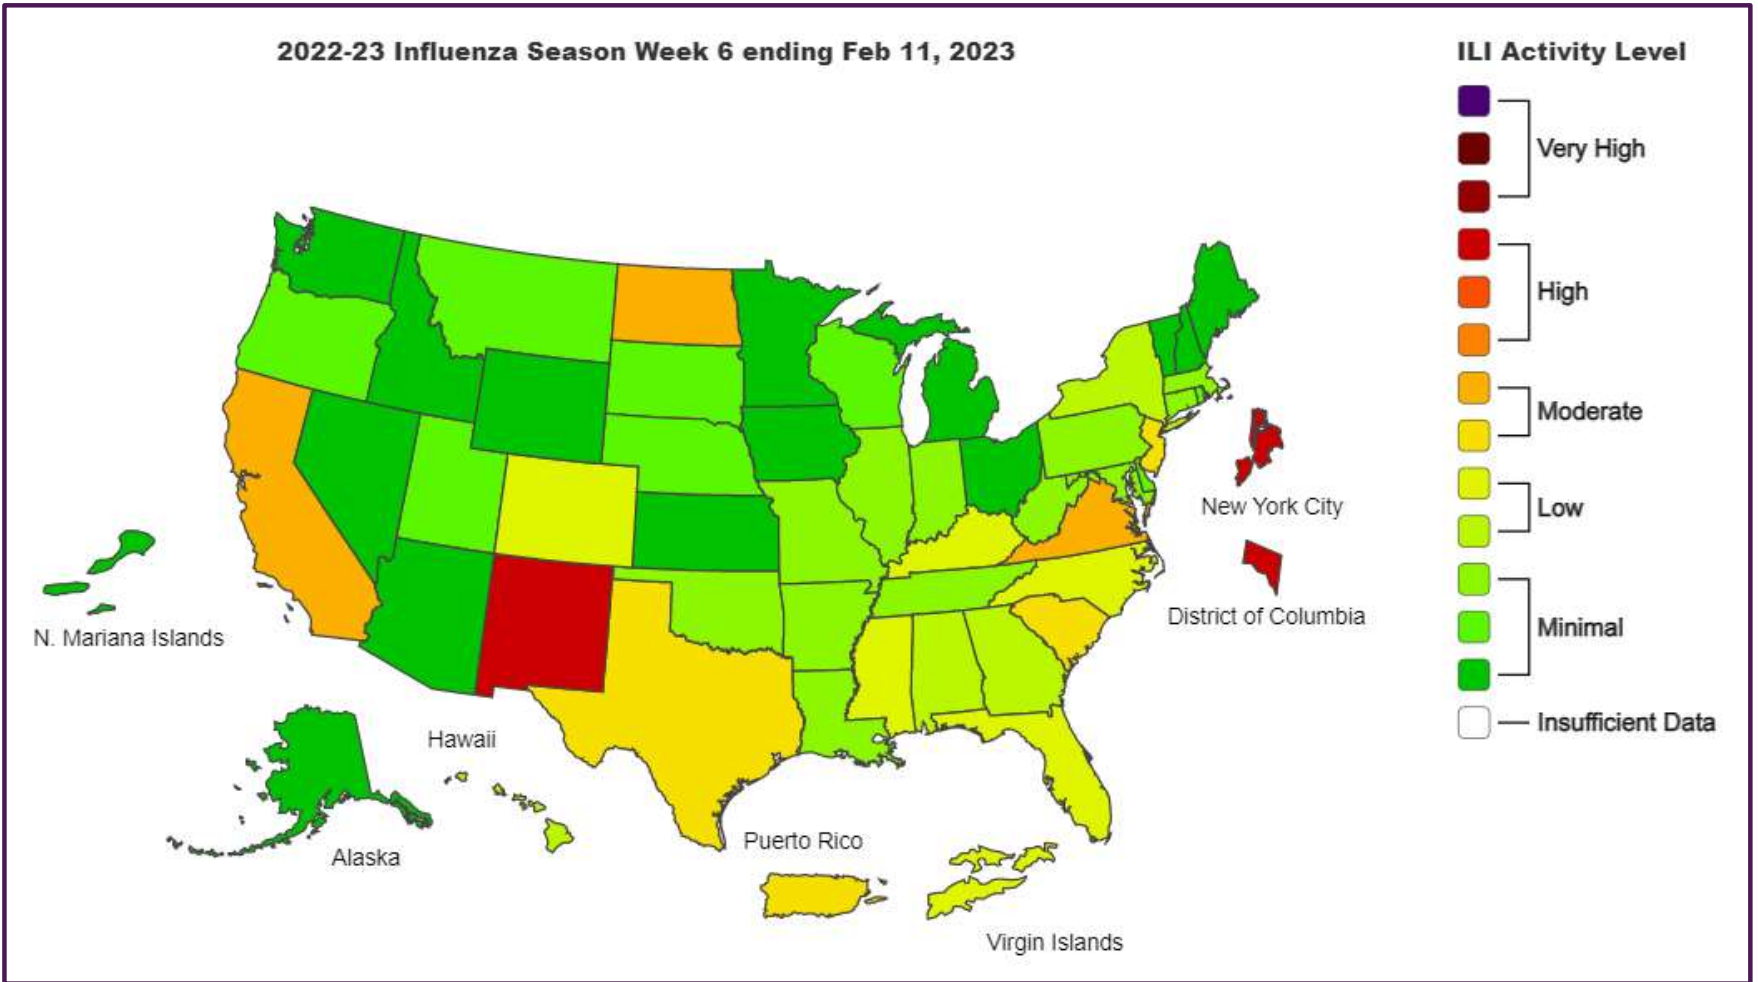 2022-23 Influenza Season Week 6 ending Feb 11, 2023
ILI Activity Level
Very High
High
Moderate
Low
Minimal
Insufficient Data
New York City
District of Columbia
N. Mariana Islands
Hawaii
Alaska
Puerto Rico
Virgin Islands